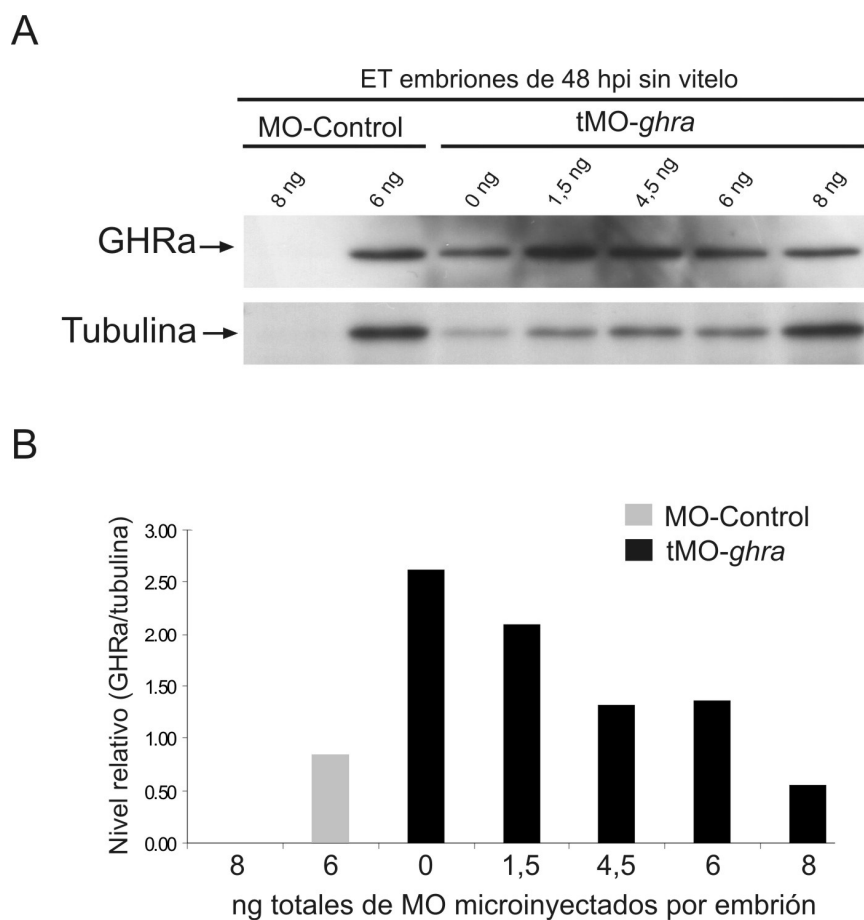 A
ET embriones de 48 hpi sin vitelo
MO-Control tMO-ghra
8 ng 6 ng 0 ng 1,5 ng 4,5 ng 6 ng 8 ng
GHRa
Tubulina
B
MO-Control
tMO-ghra
Nivel relativo (GHRa/tubulina)
3.00
2.50
2.00
1.50
1.00
0.50
0.00
8 6 0 1,5 4,5 6 8
ng totales de MO microinyectados por embrión